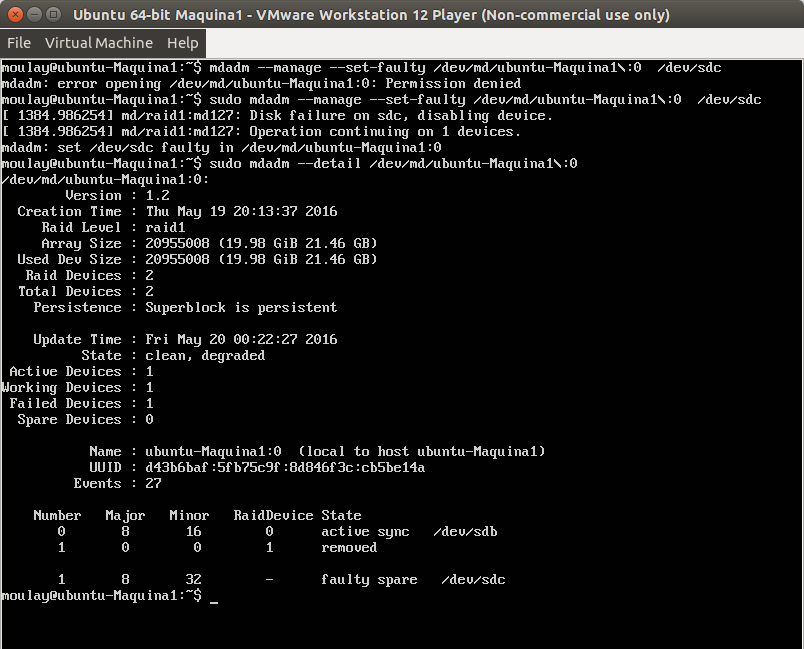 Ubuntu 64-bit Maquina1 - VMware Workstation 12 Player (Non-commercial use only)
File Virtual Machine Help
moulay@ubuntu-Maquina1:~$ mdadm --manage --set-faulty /dev/md/ubuntu-Maquina1\:0  /dev/sdc
mdadm: error opening /dev/md/ubuntu-Maquina1:0: Permission denied
moulay@ubuntu-Maquina1:~$ sudo mdadm --manage --set-faulty /dev/md/ubuntu-Maquina1\:0  /dev/sdc
[ 1384.986254] md/raid1:md127: Disk failure on sdc, disabling device.
[ 1384.986254] md/raid1:md127: Operation continuing on 1 devices.
mdadm: set /dev/sdc faulty in /dev/md/ubuntu-Maquina1:0
moulay@ubuntu-Maquina1:~$ sudo mdadm --detail /dev/md/ubuntu-Maquina1\:0
/dev/md/ubuntu-Maquina1:0:
Version : 1.2
Creation Time : Thu May 19 20:13:37 2016
Raid Level : raid1
Array Size : 20955008 (19.98 GiB 21.46 GB)
Used Dev Size : 20955008 (19.98 GiB 21.46 GB)
Raid Devices : 2
Total Devices : 2
Persistence : Superblock is persistent
Update Time : Fri May 20 00:22:27 2016
State : clean, degraded
Active Devices : 1
Working Devices : 1
Failed Devices : 1
Spare Devices : 0
Name : ubuntu-Maquina1:0  (local to host ubuntu-Maquina1)
UUID : d43b6baf:5fb75c9f:8d846f3c:cb5be14a
Events : 27
Number   Major   Minor   RaidDevice State
0       8       16        0      active sync   /dev/sdb
1       0        0        1      removed
1       8       32        -      faulty spare   /dev/sdc
moulay@ubuntu-Maquina1:~$ _